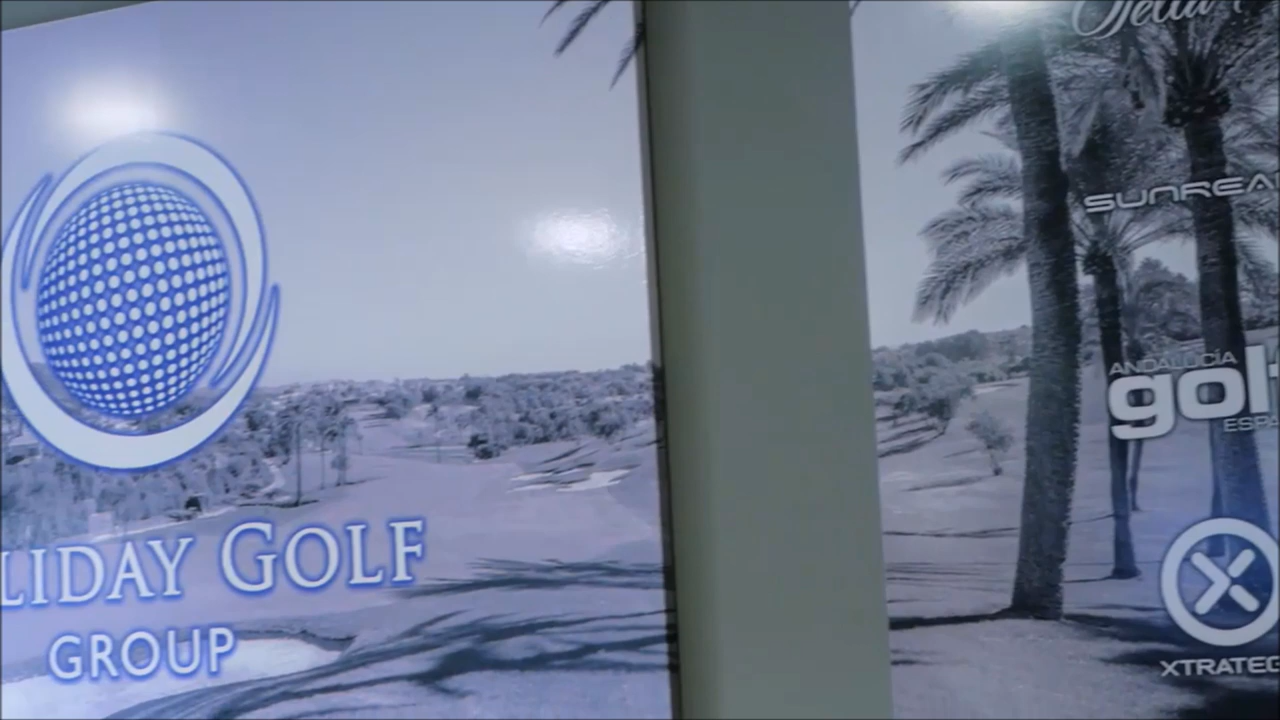 LIDAY GOLF
GROUP
SUNREA
ANDALUCÍA
golf
ESPA
XTRATEG